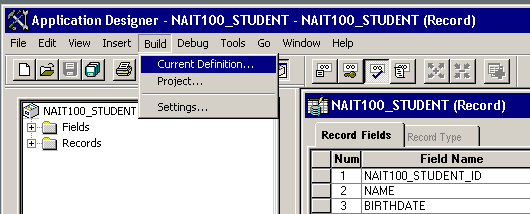 Application Designer - NAIT100_STUDENT - NAIT100_STUDENT (Record)
File Edit View Insert Build Debug Tools Go Window Help
Current Definition...
Project...
Settings...
NAIT100_STUDENT
Fields
Records
NAIT100_STUDENT (Record)
Record Fields Record Type
Num Field Name
1 NAIT100_STUDENT_ID
2 NAME
3 BIRTHDATE